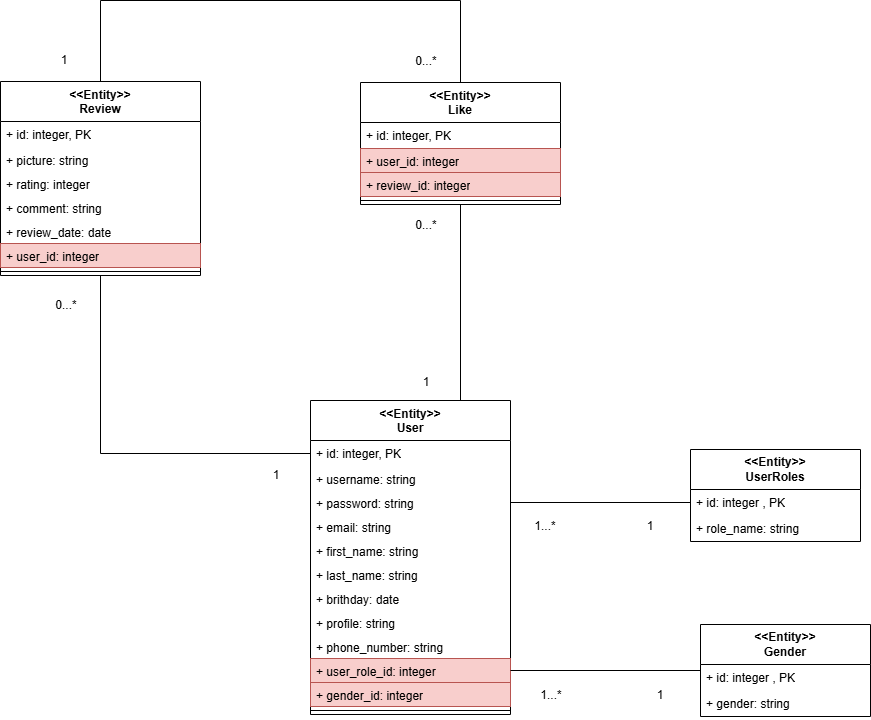 1
0...*
<<Entity>>
Review
+ id: integer, PK
+ picture: string
+ rating: integer
+ comment: string
+ review_date: date
+ user_id: integer
<<Entity>>
Like
+ id: integer, PK
+ user_id: integer
+ review_id: integer
0...*
0...*
1
1
<<Entity>>
User
+ id: integer, PK
+ username: string
+ password: string
+ email: string
+ first_name: string
+ last_name: string
+ brithday: date
+ profile: string
+ phone_number: string
+ user_role_id: integer
+ gender_id: integer
1...*
1
<<Entity>>
UserRoles
+ id: integer , PK
+ role_name: string
1...*
1
<<Entity>>
Gender
+ id: integer , PK
+ gender: string